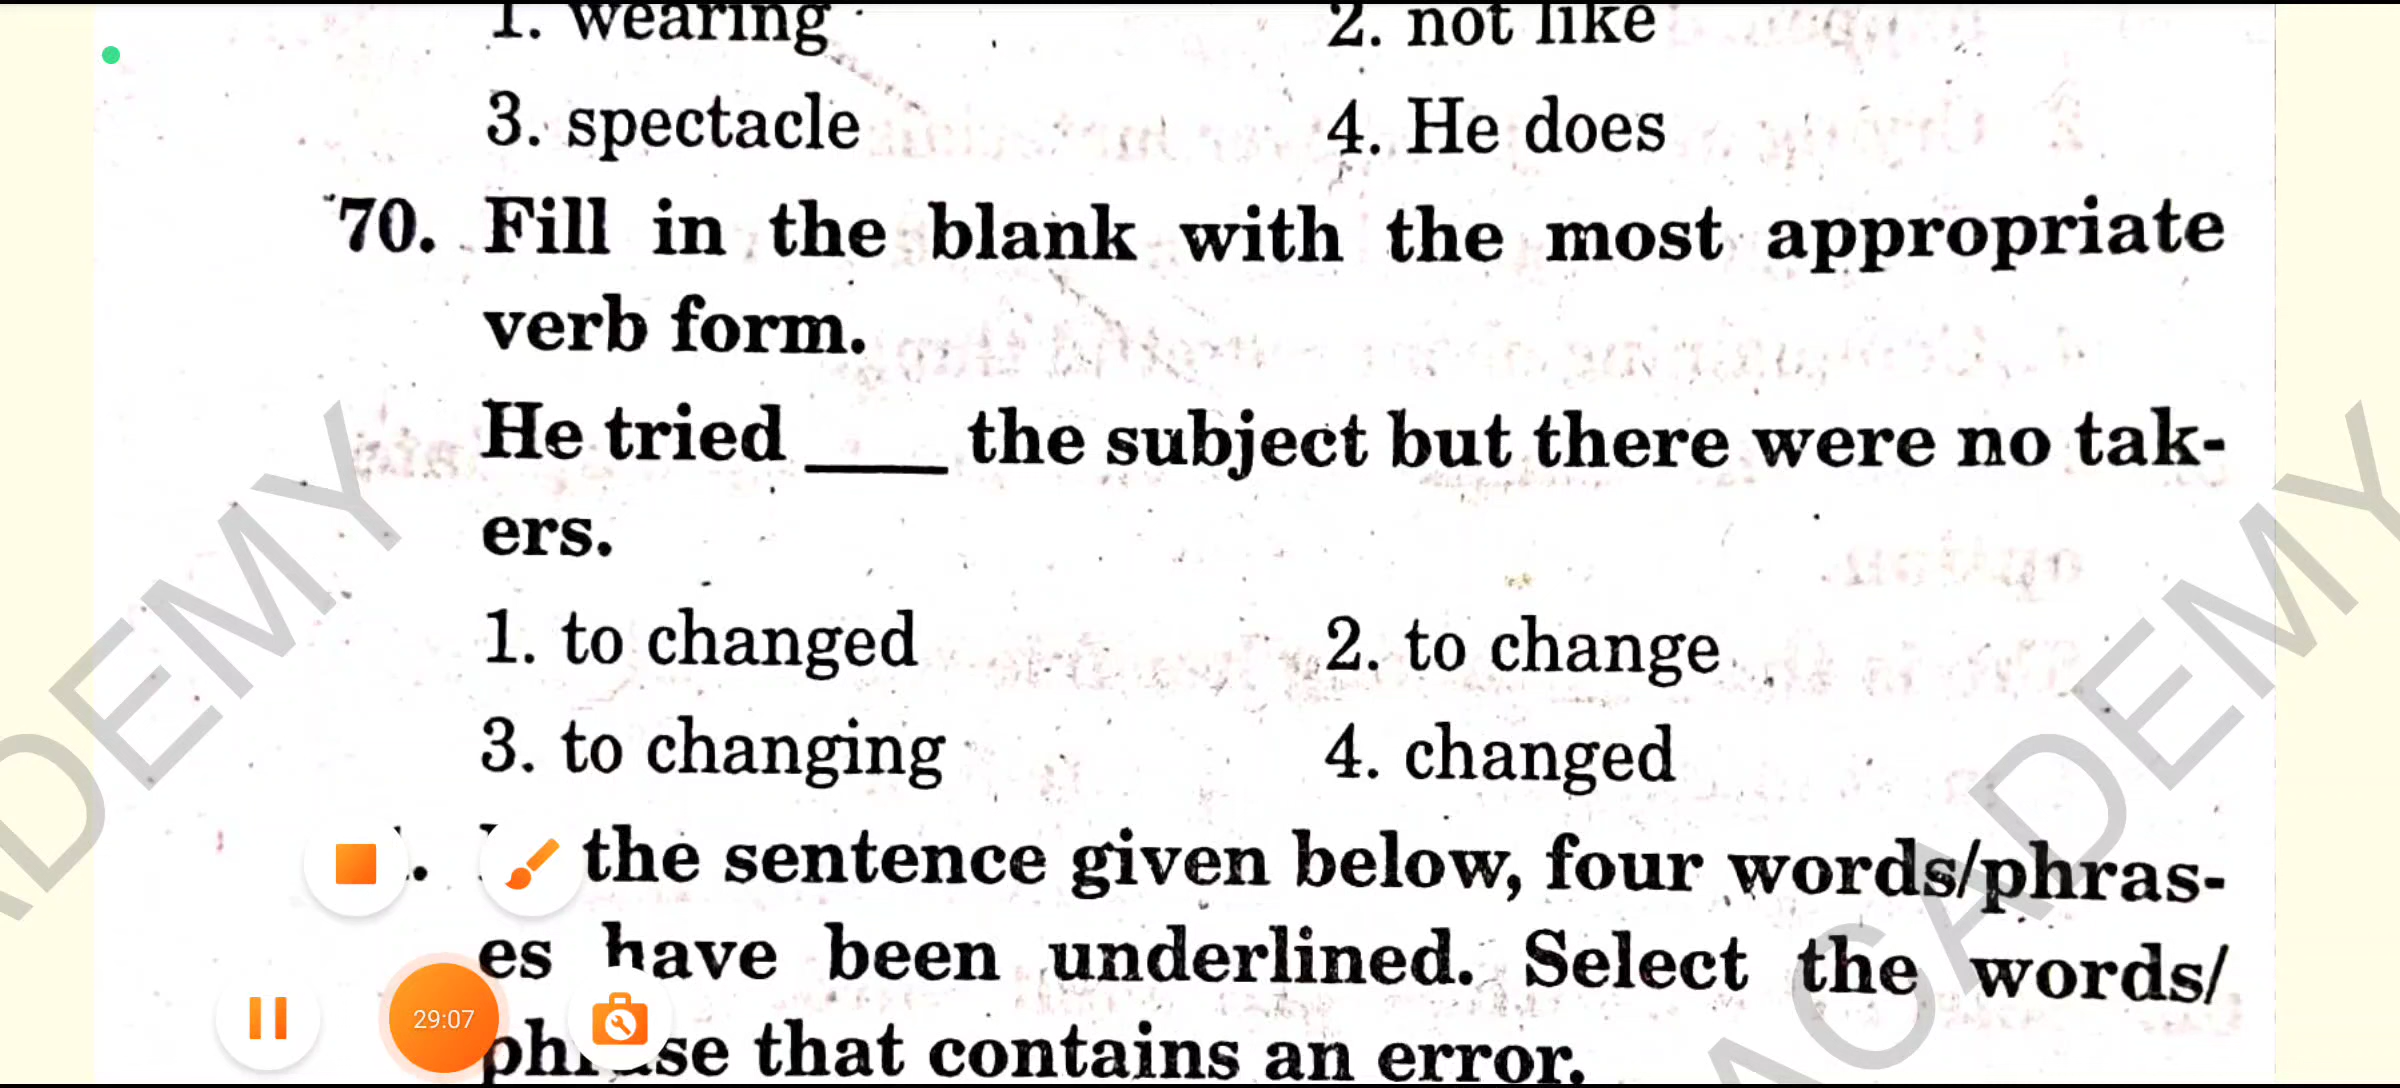 1. wearing 2. not like
3. spectacle 4. He does
70. Fill in the blank with the most appropriate
verb form.
He tried ____ the subject but there were no tak-
ers.
1. to changed 2. to change
3. to changing 4. changed
. the sentence given below, four words/phras-
es have been underlined. Select the words/
that contains an error.
29:07
ADEMY
ACADEMY